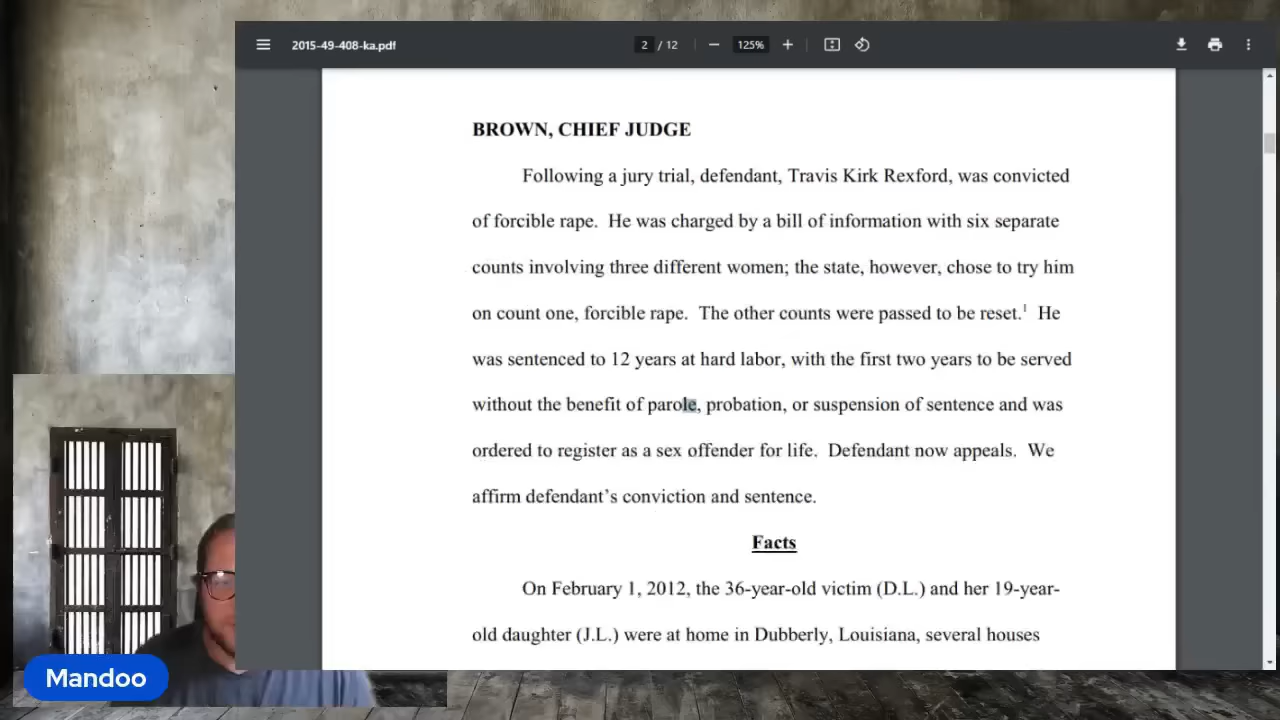 2015-49-408-ka.pdf
2 / 12
125%
BROWN, CHIEF JUDGE
Following a jury trial, defendant, Travis Kirk Rexford, was convicted
of forcible rape. He was charged by a bill of information with six separate
counts involving three different women; the state, however, chose to try him
on count one, forcible rape. The other counts were passed to be reset.1 He
was sentenced to 12 years at hard labor, with the first two years to be served
without the benefit of parole, probation, or suspension of sentence and was
ordered to register as a sex offender for life. Defendant now appeals. We
affirm defendant’s conviction and sentence.
Facts
On February 1, 2012, the 36-year-old victim (D.L.) and her 19-year-
old daughter (J.L.) were at home in Dubberly, Louisiana, several houses
Mandoo